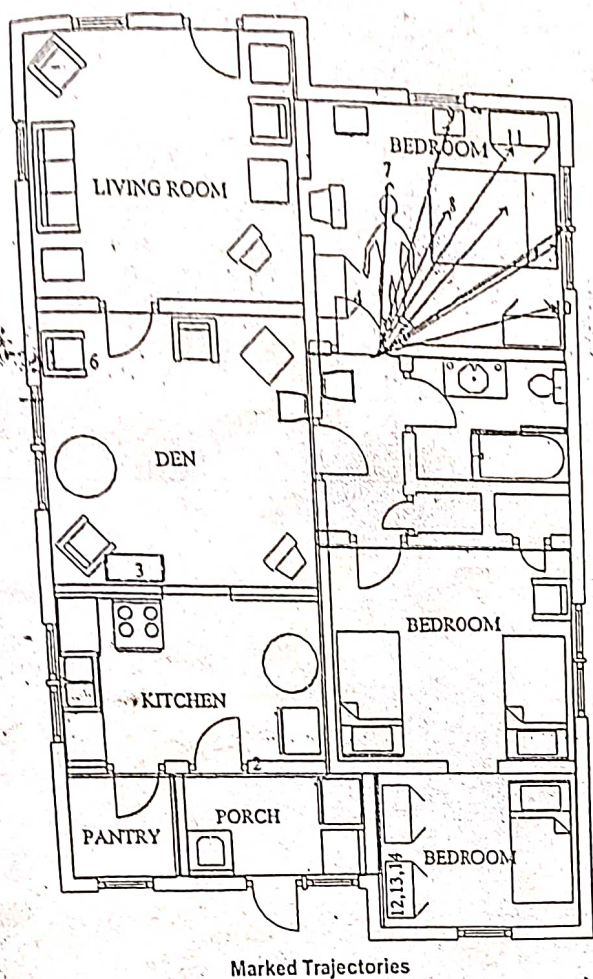 BEDROOM
11
7
8
LIVING ROOM
6
DEN
3
BEDROOM
KITCHEN
2
PORCH
PANTRY
BEDROOM
12,13,14
Marked Trajectories